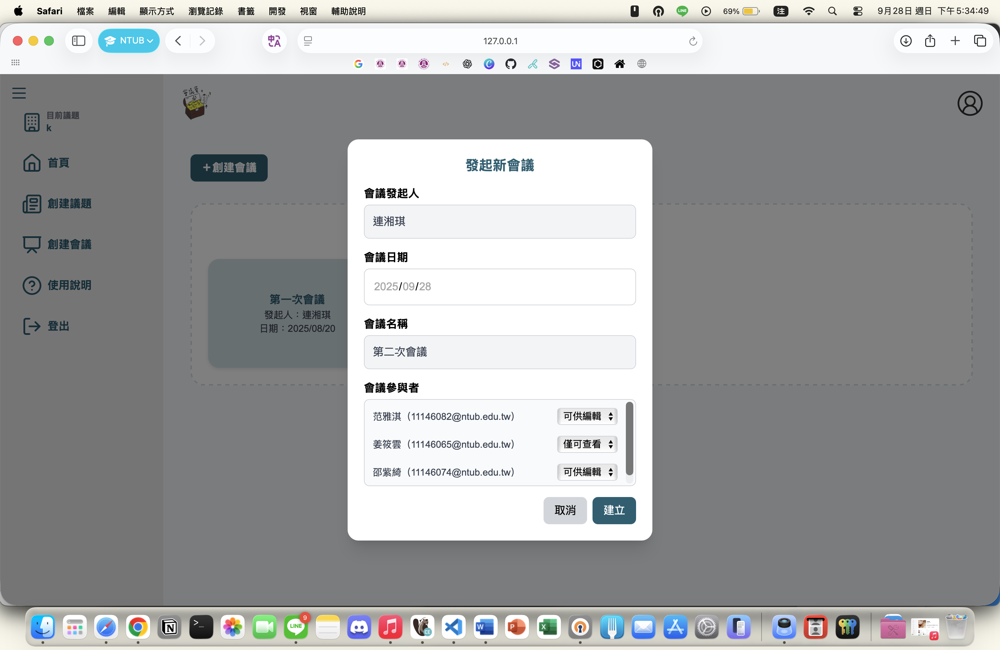 Safari 檔案 編輯 顯示方式 瀏覽記錄 書籤 開發 視窗 輔助說明 LINE 69% 注 9月28日 週日 下午5:34:49
NTUB 127.0.0.1
UN
會議寶
目前議題
k
首頁
創建議題
創建會議
使用說明
登出
+創建會議
第一次會議
發起人：連湘琪
日期：2025/08/20
發起新會議
會議發起人
連湘琪
會議日期
2025/09/28
會議名稱
第二次會議
會議參與者
范雅淇（11146082@ntub.edu.tw） 可供編輯
姜筱雲（11146065@ntub.edu.tw） 僅可查看
邵紫綺（11146074@ntub.edu.tw） 可供編輯
取消 建立
9
LINE
CE
W
P
X